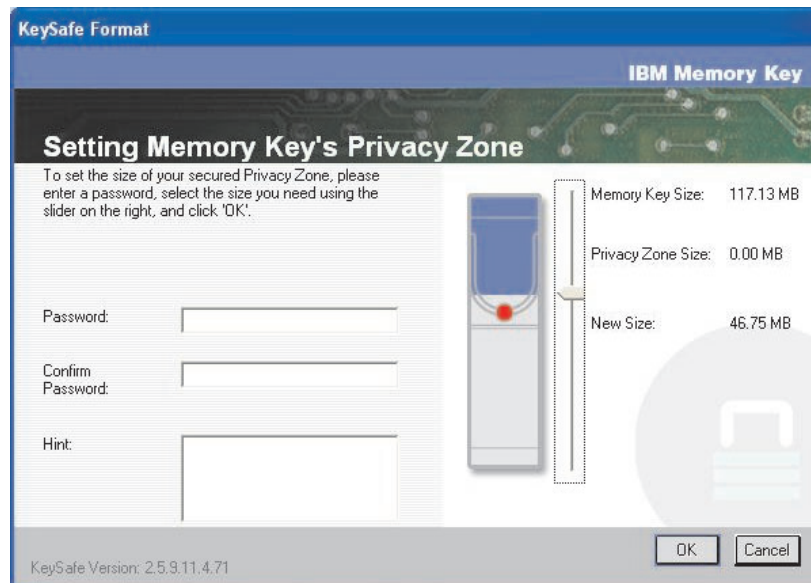 KeySafe Format
IBM Memory Key
Setting Memory Key's Privacy Zone
To set the size of your secured Privacy Zone, please
enter a password, select the size you need using the
slider on the right, and click 'OK'.
Memory Key Size: 117.13 MB
Privacy Zone Size: 0.00 MB
New Size: 46.75 MB
Password:
Confirm
Password:
Hint:
OK Cancel
KeySafe Version: 2.5.9.11.4.71